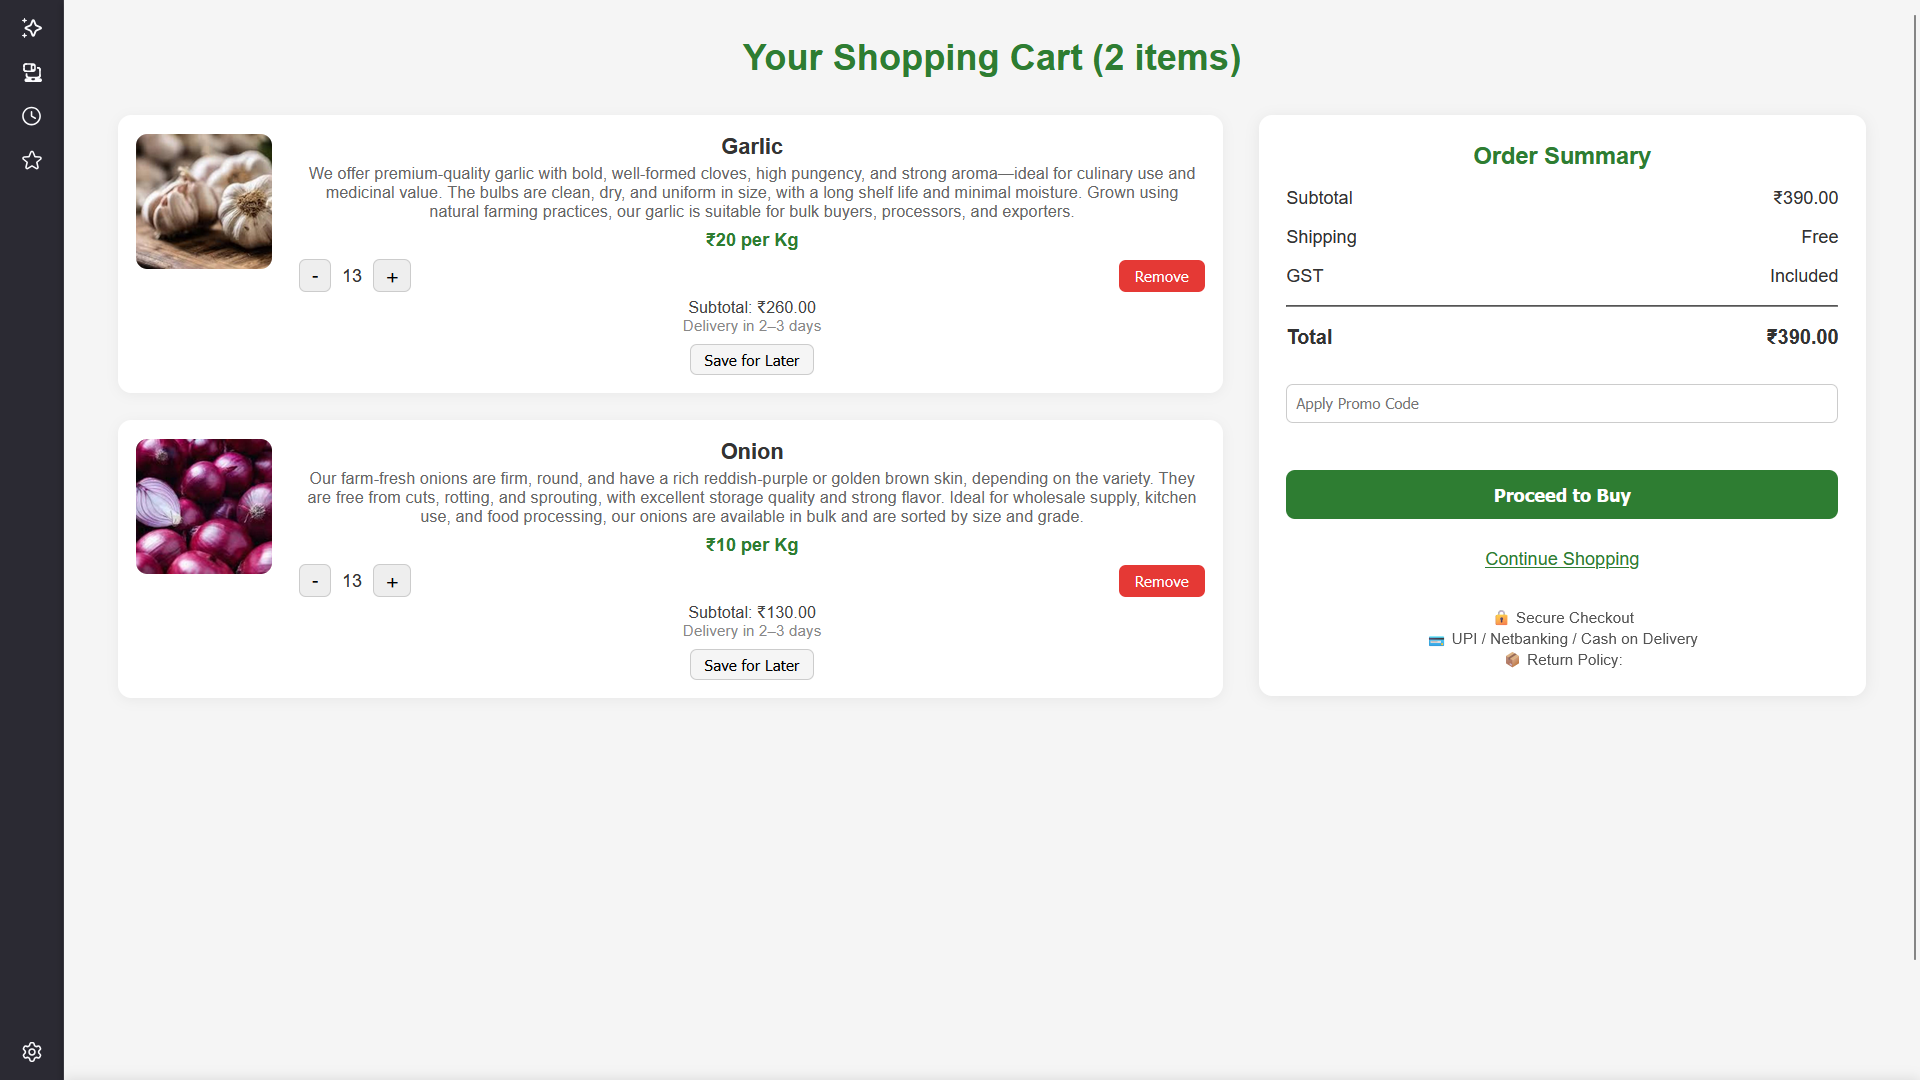 Your Shopping Cart (2 items)
Garlic
We offer premium-quality garlic with bold, well-formed cloves, high pungency, and strong aroma—ideal for culinary use and
medicinal value. The bulbs are clean, dry, and uniform in size, with a long shelf life and minimal moisture. Grown using
natural farming practices, our garlic is suitable for bulk buyers, processors, and exporters.
₹20 per Kg
- 13 + Remove
Subtotal: ₹260.00
Delivery in 2–3 days
Save for Later
Onion
Our farm-fresh onions are firm, round, and have a rich reddish-purple or golden brown skin, depending on the variety. They
are free from cuts, rotting, and sprouting, with excellent storage quality and strong flavor. Ideal for wholesale supply, kitchen
use, and food processing, our onions are available in bulk and are sorted by size and grade.
₹10 per Kg
- 13 + Remove
Subtotal: ₹130.00
Delivery in 2–3 days
Save for Later
Order Summary
Subtotal ₹390.00
Shipping Free
GST Included
Total ₹390.00
Apply Promo Code
Proceed to Buy
Continue Shopping
🔒 Secure Checkout
💳 UPI / Netbanking / Cash on Delivery
📦 Return Policy: